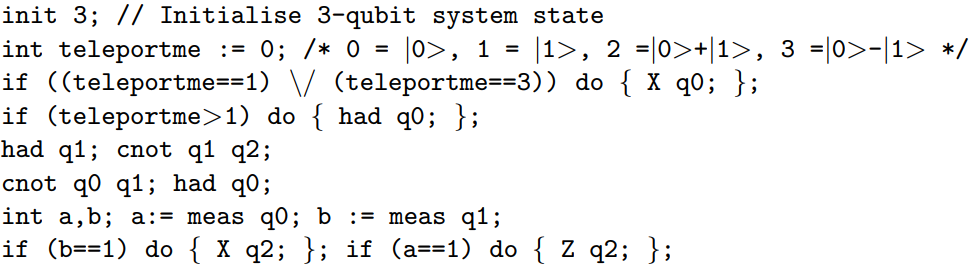 init 3; // Initialise 3-qubit system state
int teleportme := 0; /* 0 = |0>, 1 = |1>, 2 =|0>+|1>, 3 =|0>-|1> */
if ((teleportme==1) \/ (teleportme==3)) do { X q0; };
if (teleportme>1) do { had q0; };
had q1; cnot q1 q2;
cnot q0 q1; had q0;
int a,b; a:= meas q0; b := meas q1;
if (b==1) do { X q2; }; if (a==1) do { Z q2; };